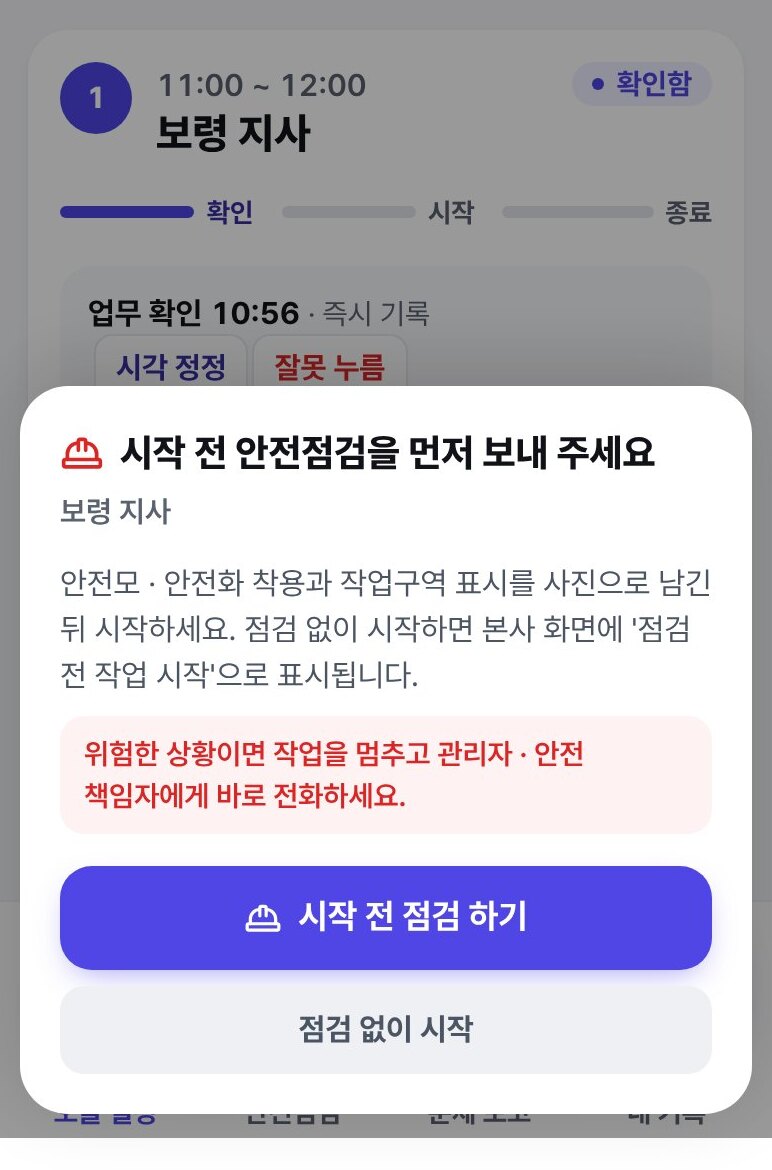 1
11:00 ~ 12:00
확인함
보령 지사
확인
시작
종료
업무 확인 10:56 · 즉시 기록
시각 정정
잘못 누름
시작 전 안전점검을 먼저 보내 주세요
보령 지사
안전모 · 안전화 착용과 작업구역 표시를 사진으로 남긴
뒤 시작하세요. 점검 없이 시작하면 본사 화면에 '점검
전 작업 시작'으로 표시됩니다.
위험한 상황이면 작업을 멈추고 관리자 · 안전
책임자에게 바로 전화하세요.
시작 전 점검 하기
점검 없이 시작